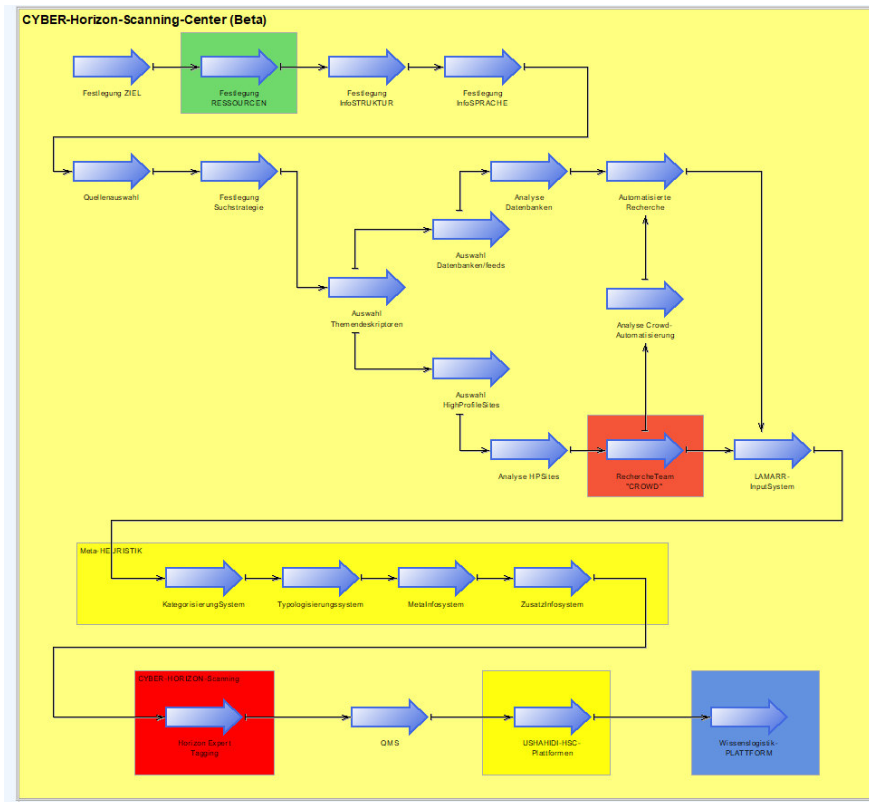 CYBER-Horizon-Scanning-Center (Beta)
Festlegung ZIEL
Festlegung
RESSOURCEN
Festlegung
InfoSTRUKTUR
Festlegung
InfoSPRACHE
Quellenauswahl
Festlegung
Suchstrategie
Analyse
Datenbanken
Automatisierte
Recherche
Auswahl
Datenbanken/feeds
Auswahl
Themendeskriptoren
Analyse Crowd-
Automatisierung
Auswahl
HighProfileSites
Analyse HPSites
RechercheTeam
"CROWD"
LAMARR-
InputSystem
Meta-HEURISTIK
KategorisierungSystem
Typologisierungssystem
MetaInfosystem
ZusatzInfosystem
CYBER-HORIZON-Scanning
Horizon Expert
Tagging
QMS
USHAHIDI-HSC-
Plattformen
Wissenslogistik-
PLATTFORM